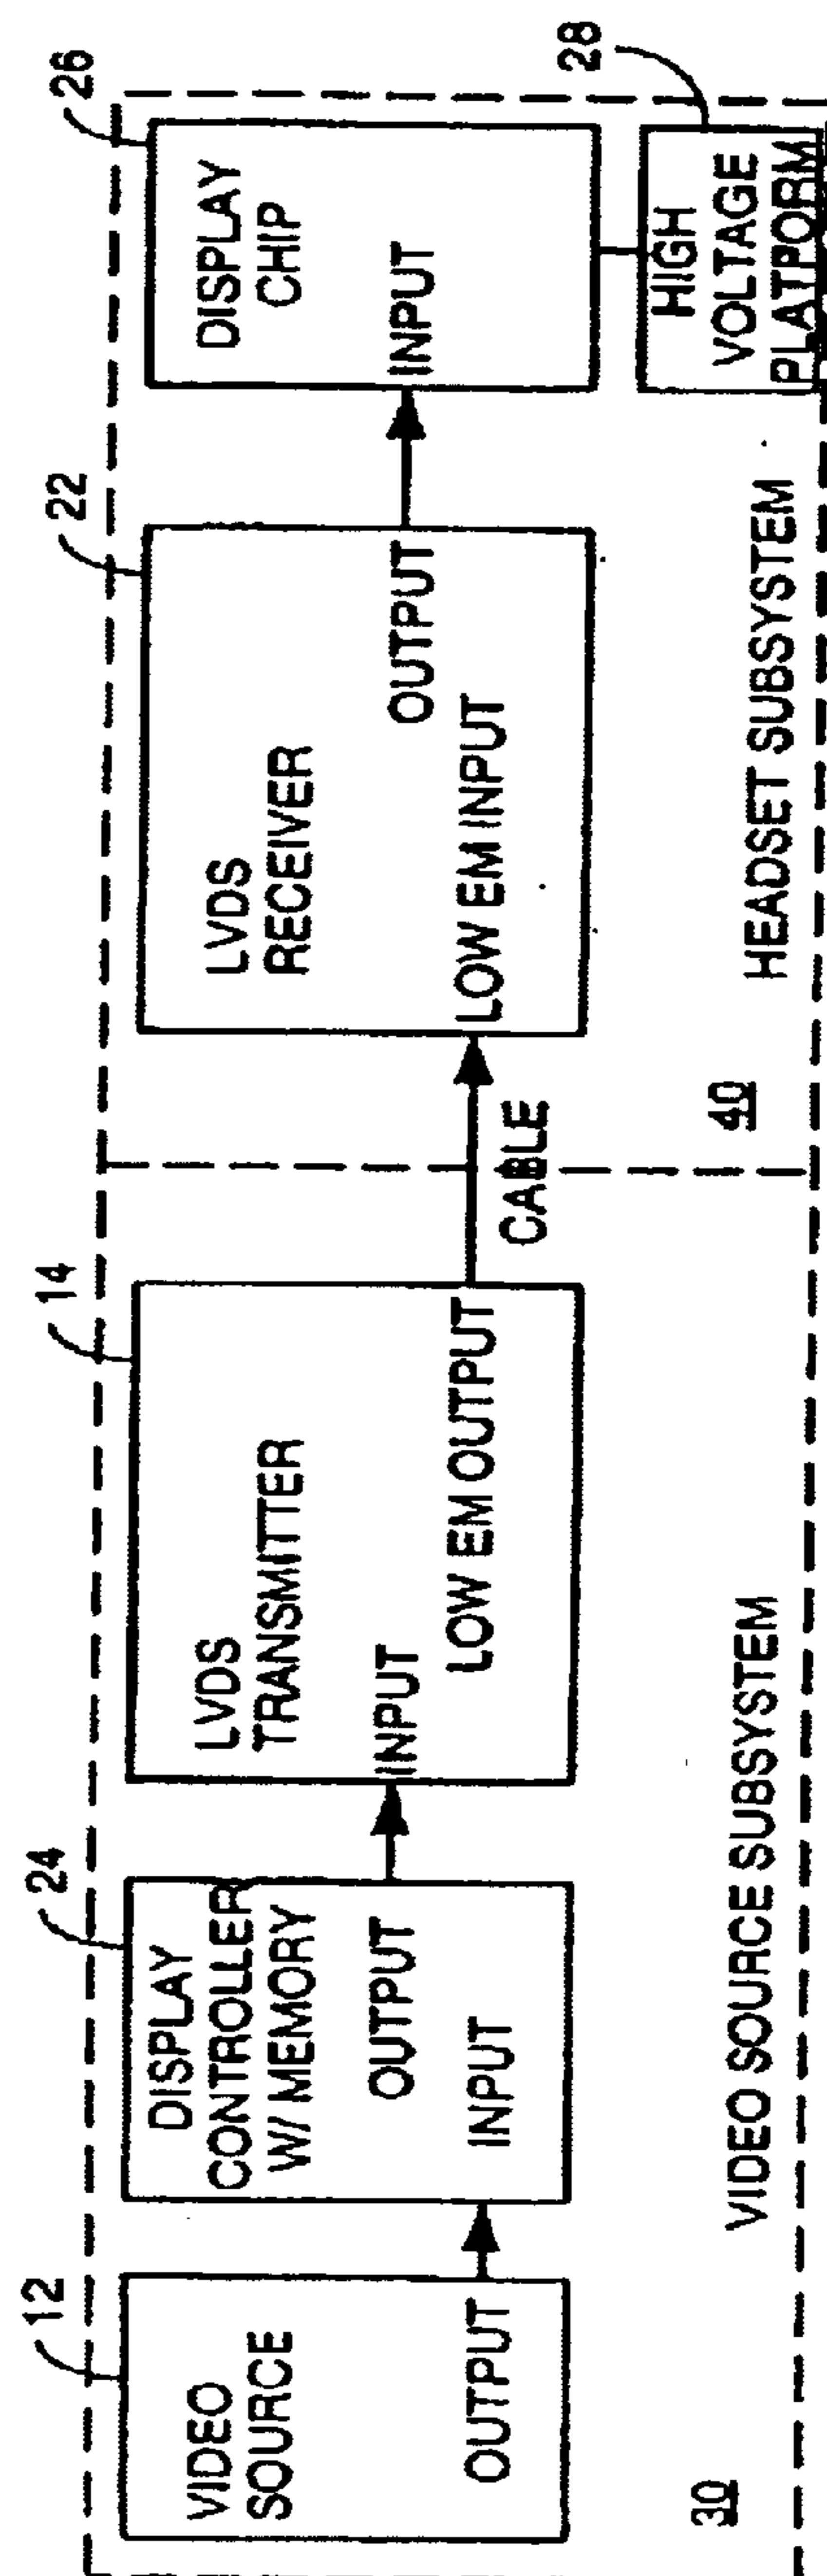 12
VIDEO
SOURCE
OUTPUT
24
DISPLAY
CONTROLLER
W/ MEMORY
OUTPUT
INPUT
14
LVDS
TRANSMITTER
INPUT
LOW EM OUTPUT
CABLE
22
LVDS
RECEIVER
OUTPUT
LOW EM INPUT
26
DISPLAY
CHIP
INPUT
28
HIGH
VOLTAGE
PLATPORM
30
VIDEO SOURCE SUBSYSTEM
40
HEADSET SUBSYSTEM